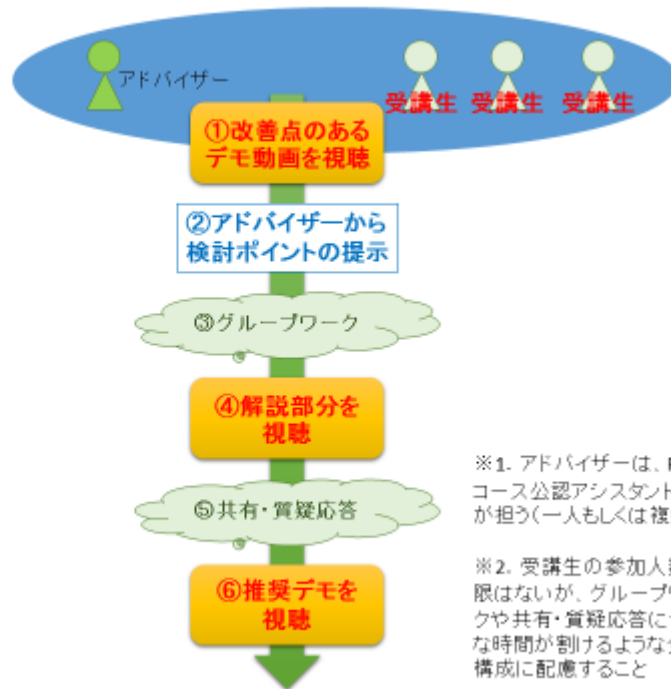 アドバイザー
受講生 受講生 受講生
①改善点のある
デモ動画を視聴
②アドバイザーから
検討ポイントの提示
③グループワーク
④解説部分を
視聴
⑤共有・質疑応答
⑥推奨デモを
視聴
※1. アドバイザーは、
コース公認アシスタント
が担う(一人もしくは複
※2. 受講生の参加人
限はないが、グループ
クや共有・質疑応答に
な時間が割けるような
構成に配慮すること